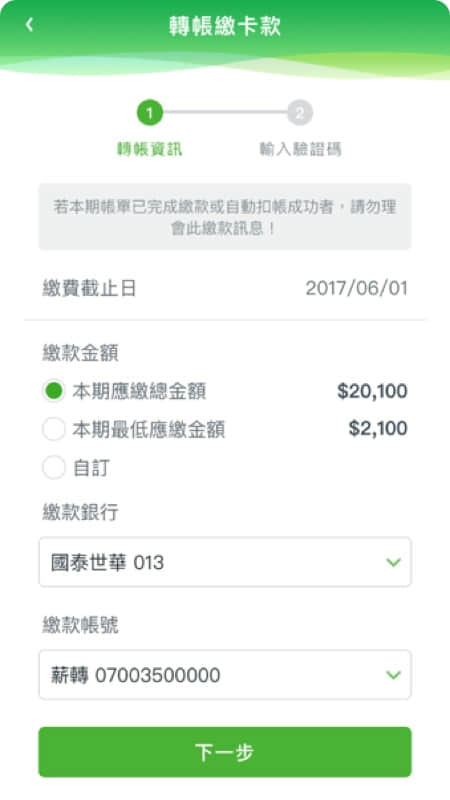 轉帳繳卡款
1 2
轉帳資訊 輸入驗證碼
若本期帳單已完成繳款或自動扣帳成功者，請勿理
會此繳款訊息！
繳費截止日 2017/06/01
繳款金額
本期應繳總金額 $20,100
本期最低應繳金額 $2,100
自訂
繳款銀行
國泰世華 013
繳款帳號
薪轉 07003500000
下一步